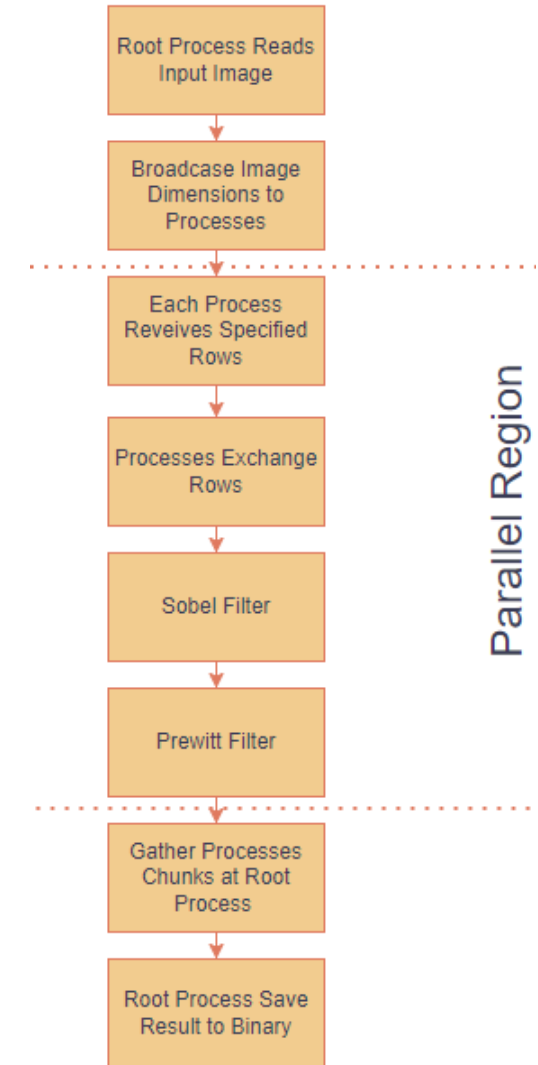 Root Process Reads
Input Image
Broadcase Image
Dimensions to
Processes
Each Process
Reveives Specified
Rows
Processes Exchange
Rows
Parallel Region
Sobel Filter
Prewitt Filter
Gather Processes
Chunks at Root
Process
Root Process Save
Result to Binary